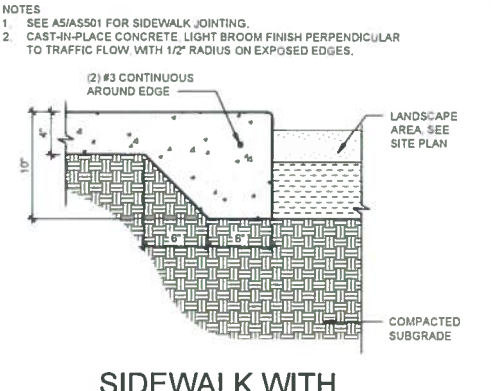 NOTES
1. SEE A5/AS501 FOR SIDEWALK JOINTING.
2. CAST-IN-PLACE CONCRETE, LIGHT BROOM FINISH PERPENDICULAR
TO TRAFFIC FLOW, WITH 1/2" RADIUS ON EXPOSED EDGES.
(2) #3 CONTINUOUS
AROUND EDGE
LANDSCAPE
AREA, SEE
SITE PLAN
4"
10"
6"
6"
COMPACTED
SUBGRADE
SIDEWALK WITH